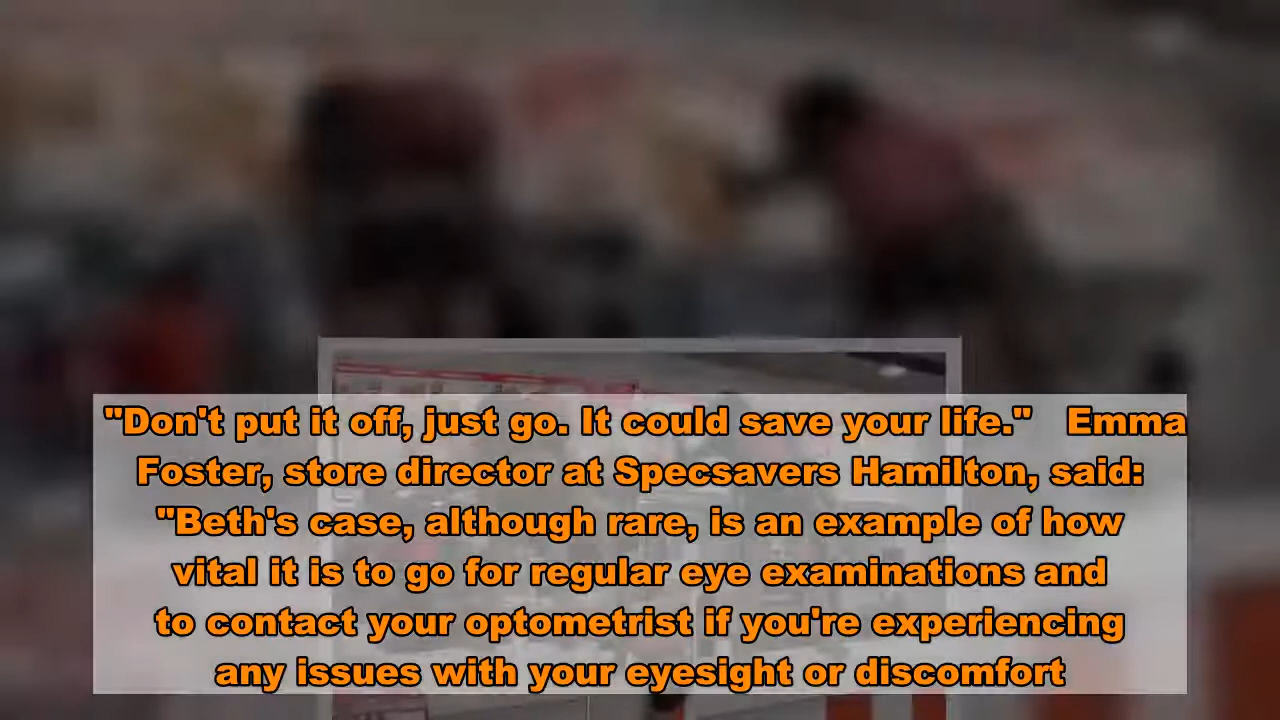 "Don't put it off, just go. It could save your life."   Emma
Foster, store director at Specsavers Hamilton, said:
"Beth's case, although rare, is an example of how
vital it is to go for regular eye examinations and
to contact your optometrist if you're experiencing
any issues with your eyesight or discomfort